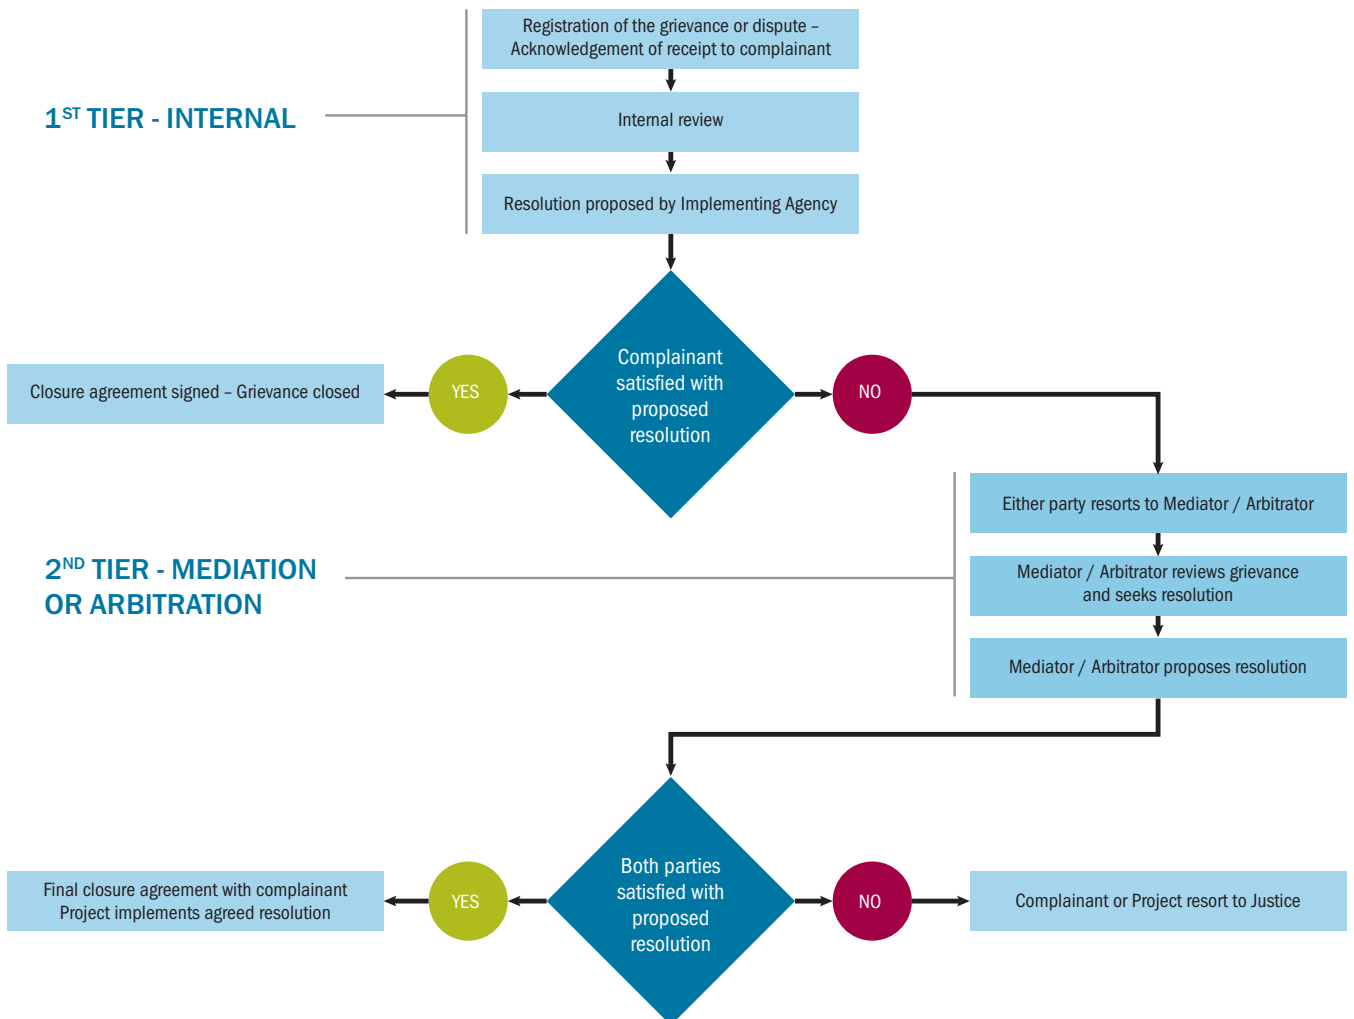 Registration of the grievance or dispute –
Acknowledgement of receipt to complainant
1ST TIER - INTERNAL
Internal review
Resolution proposed by Implementing Agency
Complainant
satisfied with
proposed
resolution
YES
NO
Closure agreement signed – Grievance closed
Either party resorts to Mediator / Arbitrator
2ND TIER - MEDIATION
OR ARBITRATION
Mediator / Arbitrator reviews grievance
and seeks resolution
Mediator / Arbitrator proposes resolution
Both parties
satisfied with
proposed
resolution
YES
NO
Final closure agreement with complainant
Project implements agreed resolution
Complainant or Project resort to Justice